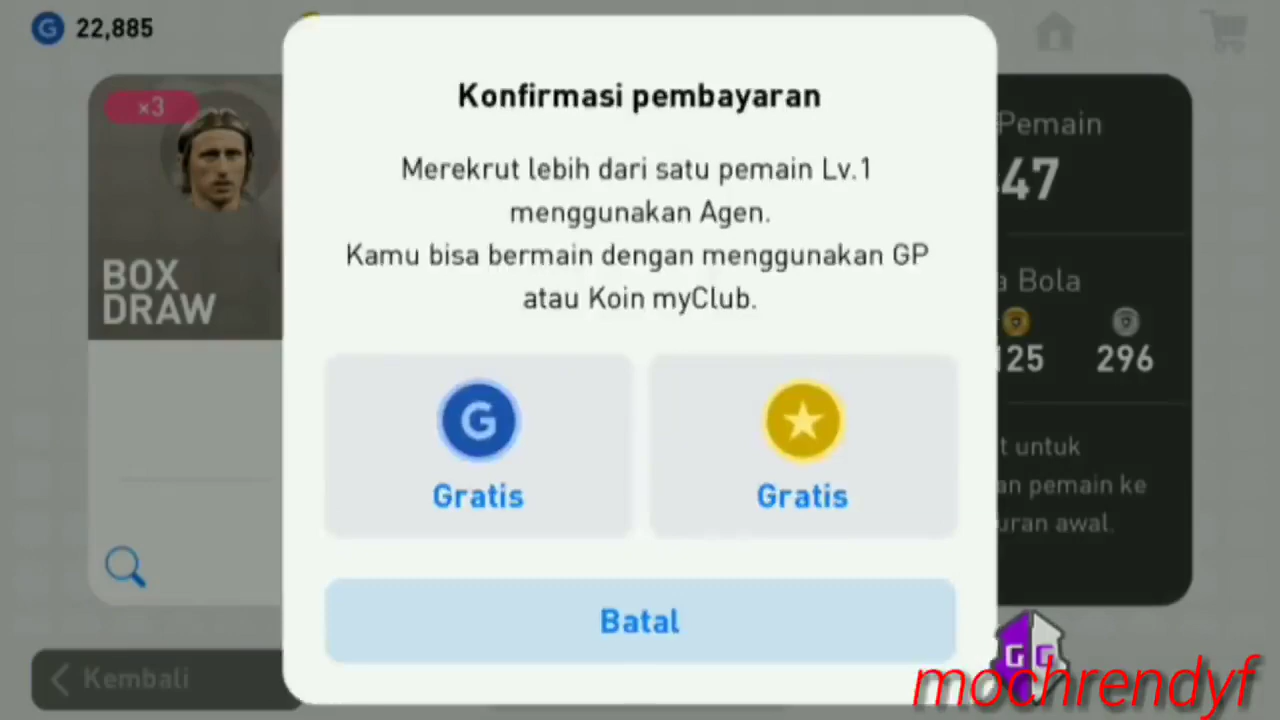 22,885
×3
BOX
DRAW
Kembali
Konfirmasi pembayaran
Merekrut lebih dari satu pemain Lv.1
menggunakan Agen.
Kamu bisa bermain dengan menggunakan GP
atau Koin myClub.
G
Gratis
Gratis
Batal
Pemain
47
Bola
125
296
untuk
pemain ke
awal.
GG
mochrendyf